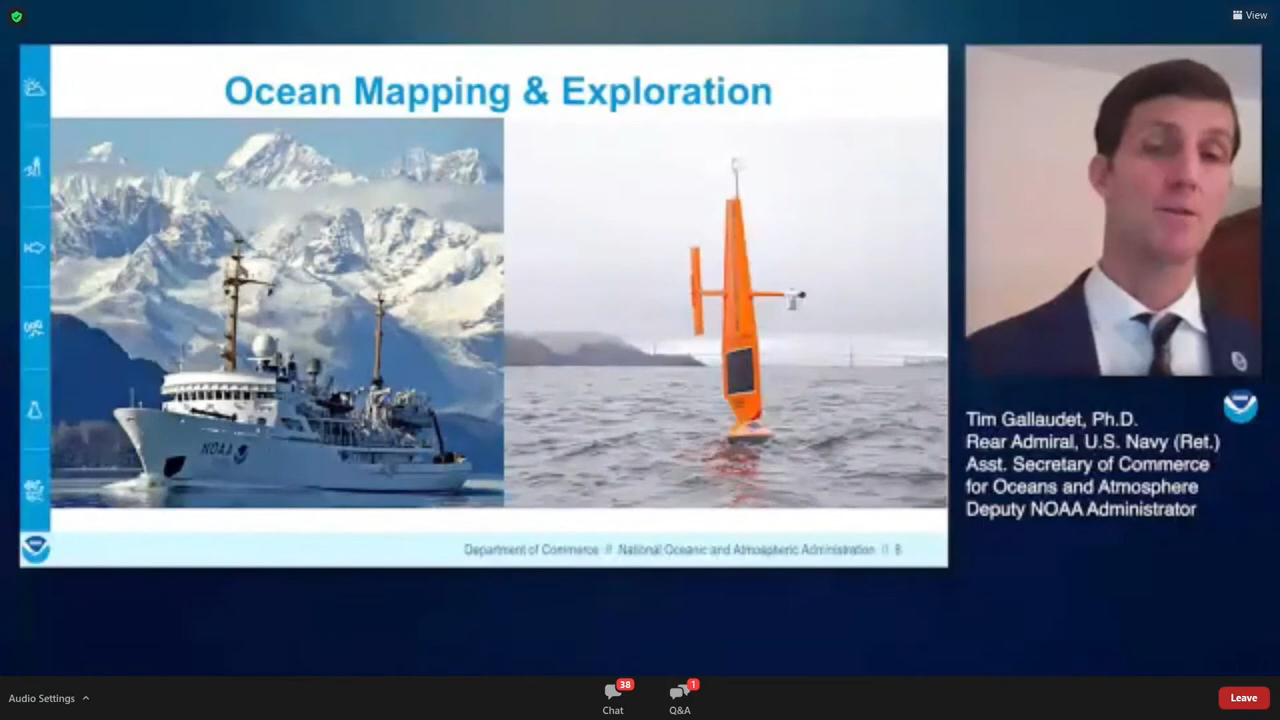 View
Ocean Mapping & Exploration
NOAA
Department of Commerce // National Oceanic and Atmospheric Administration // 8
Tim Gallaudet, Ph.D.
Rear Admiral, U.S. Navy (Ret.)
Asst. Secretary of Commerce
for Oceans and Atmosphere
Deputy NOAA Administrator
Audio Settings
38
Chat
1
Q&A
Leave